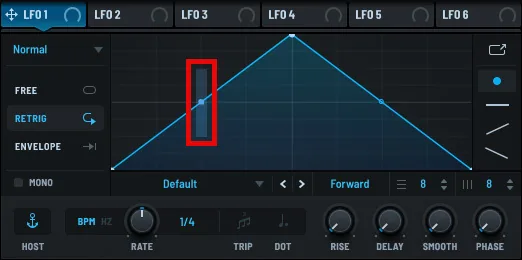 LFO 1 LFO 2 LFO 3 LFO 4 LFO 5 LFO 6
Normal
FREE
RETRIG
ENVELOPE
MONO Default Forward 8 8
BPM HZ 1/4
HOST RATE TRIP DOT RISE DELAY SMOOTH PHASE